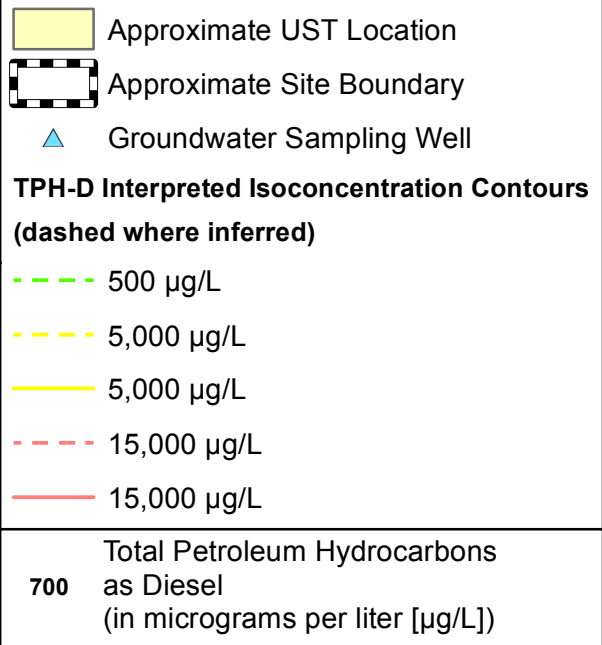 Approximate UST Location
Approximate Site Boundary
Groundwater Sampling Well
TPH-D Interpreted Isoconcentration Contours
(dashed where inferred)
500 µg/L
5,000 µg/L
5,000 µg/L
15,000 µg/L
15,000 µg/L
Total Petroleum Hydrocarbons
700 as Diesel
(in micrograms per liter [µg/L])